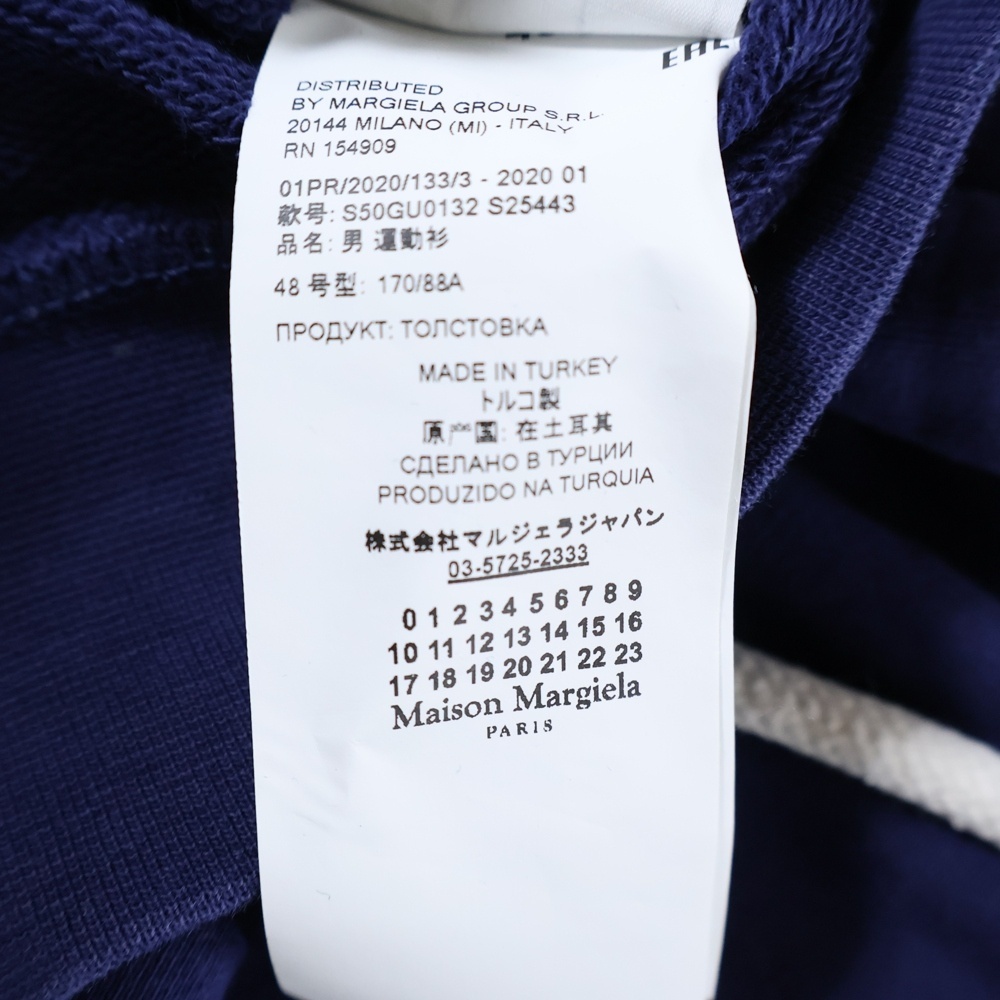 EAC
DISTRIBUTED
BY MARGIELA GROUP S.R.L.
20144 MILANO (MI) - ITALY
RN 154909
01PR/2020/133/3 - 2020 01
款号: S50GU0132 S25443
品名: 男 運動衫
48 号型: 170/88A
ПРОДУКТ: ТОЛСТОВКА
MADE IN TURKEY
トルコ製
原产国: 在土耳其
СДЕЛАНО В ТУРЦИИ
PRODUZIDO NA TURQUIA
株式会社マルジェラジャパン
03-5725-2333
0 1 2 3 4 5 6 7 8 9
10 11 12 13 14 15 16
17 18 19 20 21 22 23
Maison Margiela
PARIS